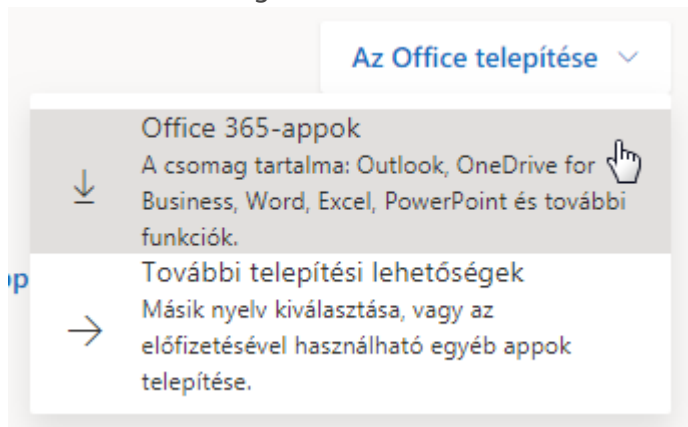 Az Office telepítése
Office 365-appok
A csomag tartalma: Outlook, OneDrive for
Business, Word, Excel, PowerPoint és további
funkciók.
További telepítési lehetőségek
Másik nyelv kiválasztása, vagy az
előfizetésével használható egyéb appok
telepítése.